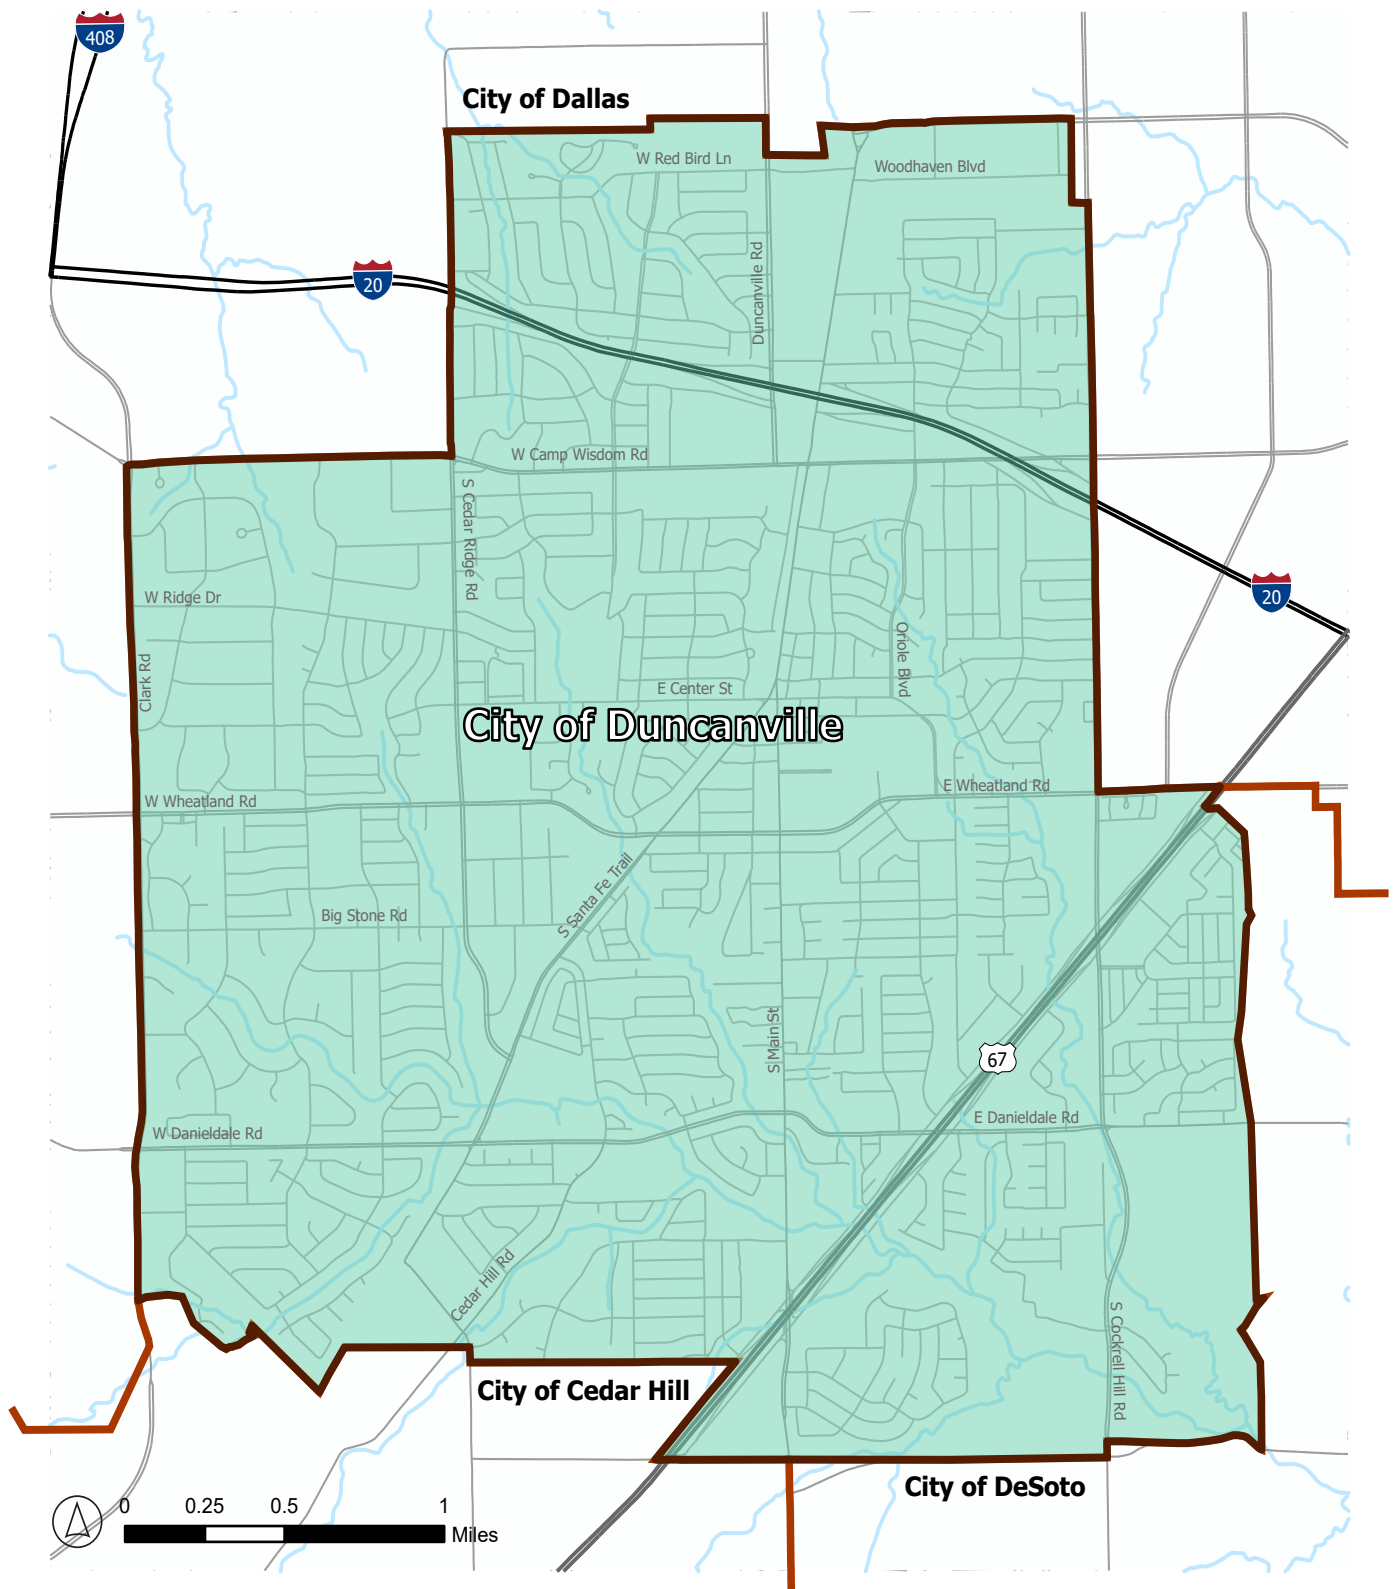 408
City of Dallas
W Red Bird Ln
Woodhaven Blvd
Duncanville Rd
20
W Camp Wisdom Rd
S Cedar Ridge Rd
W Ridge Dr
20
Clark Rd
Oriole Blvd
E Center St
City of Duncanville
E Wheatland Rd
W Wheatland Rd
S Santa Fe Trail
Big Stone Rd
S Main St
67
E Danieldale Rd
W Danieldale Rd
Cedar Hill Rd
S Cockrell Hill Rd
City of Cedar Hill
City of DeSoto
0 0.25 0.5 1
Miles